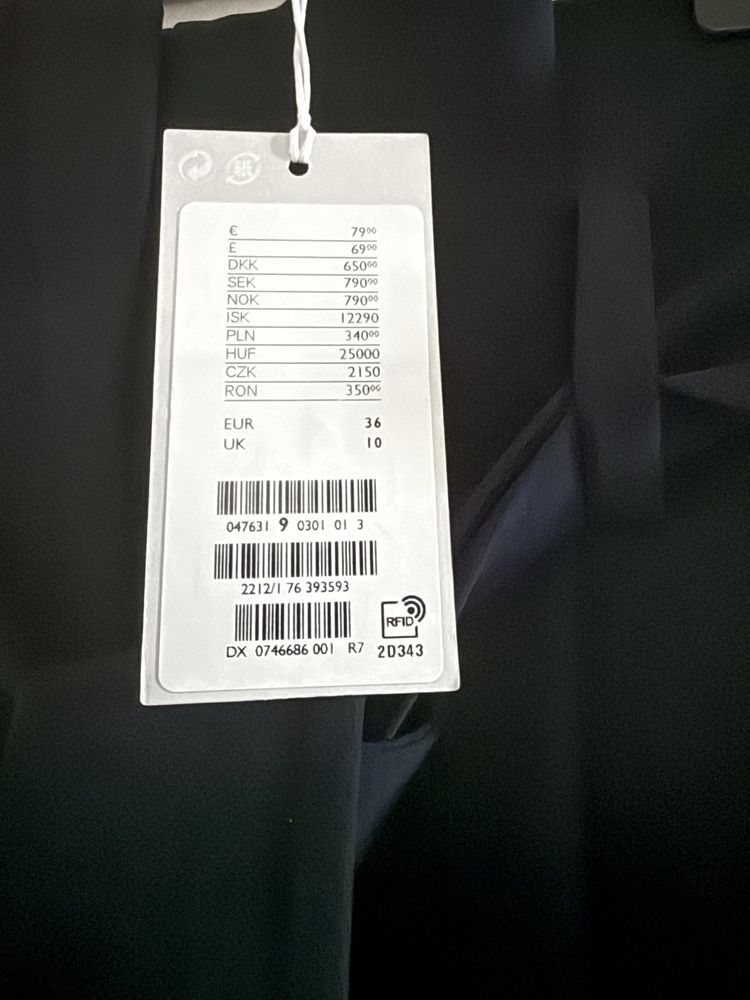 紙
€ 79⁰⁰
£ 69⁰⁰
DKK 650⁰⁰
SEK 790⁰⁰
NOK 790⁰⁰
ISK 12290
PLN 340⁰⁰
HUF 25000
CZK 2150
RON 350⁰⁰
EUR 36
UK 10
047631 9 0301 01 3
2212/1 76 393593
RFID
DX 0746686 001 R7 2D343